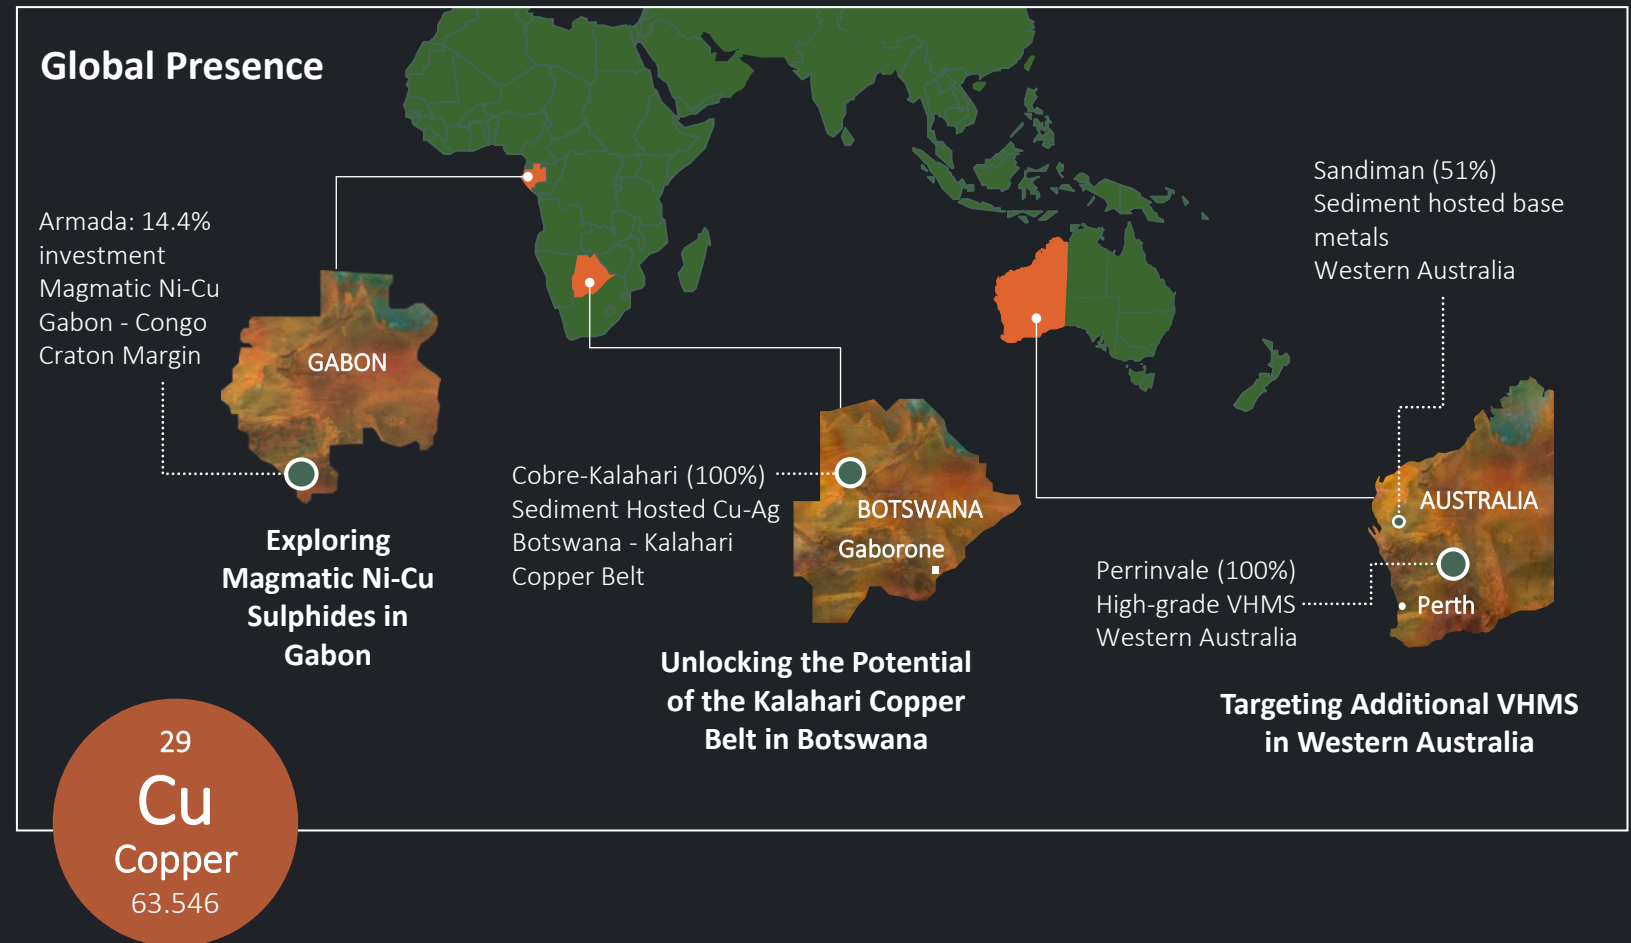 Global Presence
Armada: 14.4%
investment
Magmatic Ni-Cu
Gabon - Congo
Craton Margin
GABON
Exploring
Magmatic Ni-Cu
Sulphides in
Gabon
Cobre-Kalahari (100%)
Sediment Hosted Cu-Ag
Botswana - Kalahari
Copper Belt
BOTSWANA
Gaborone
Unlocking the Potential
of the Kalahari Copper
Belt in Botswana
Sandiman (51%)
Sediment hosted base
metals
Western Australia
AUSTRALIA
Perth
Perrinvale (100%)
High-grade VHMS
Western Australia
Targeting Additional VHMS
in Western Australia
29
Cu
Copper
63.546